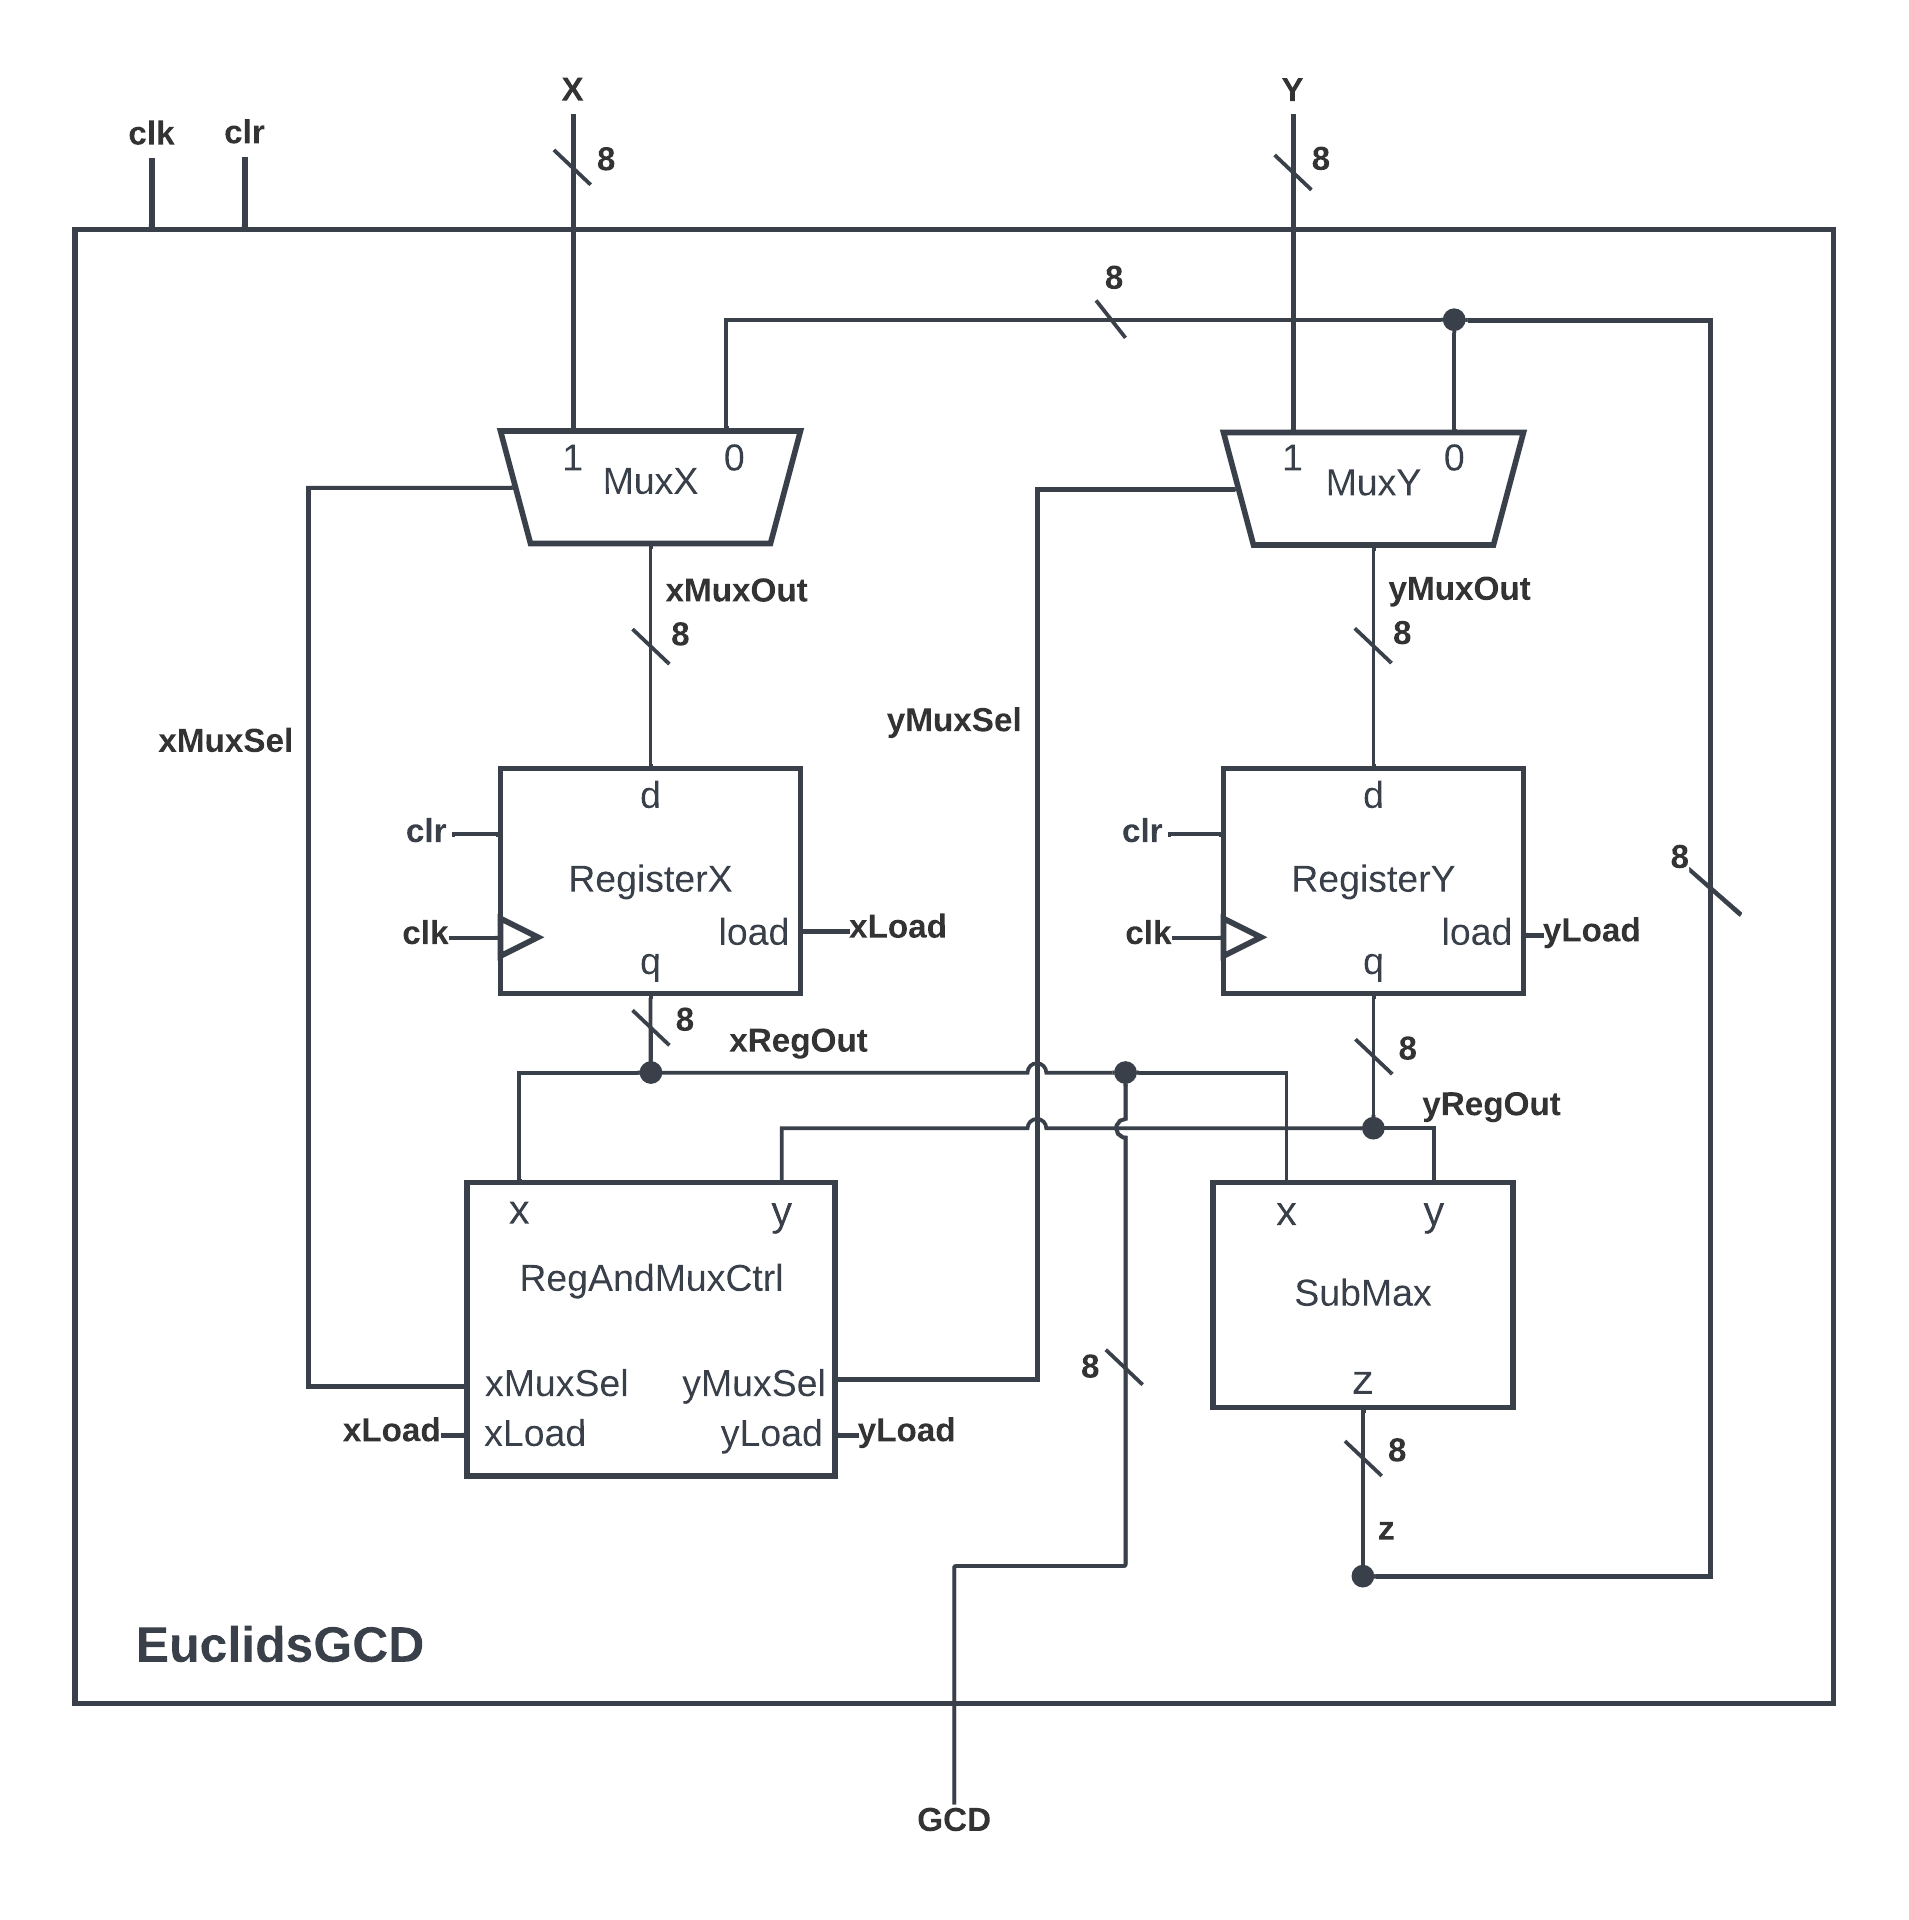 X
Y
clk
clr
8
8
8
1
0
MuxX
1
0
MuxY
xMuxOut
8
yMuxOut
8
xMuxSel
yMuxSel
d
clr
RegisterX
clk
load
xLoad
q
d
clr
RegisterY
clk
load
yLoad
q
8
8
xRegOut
8
yRegOut
x
y
RegAndMuxCtrl
xMuxSel
yMuxSel
xLoad
xLoad
yLoad
yLoad
8
x
y
SubMax
z
8
z
EuclidsGCD
GCD